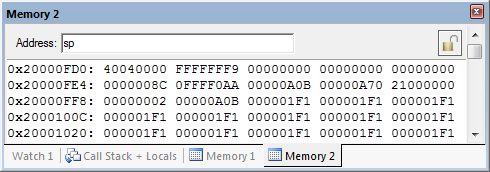 Memory 2
Address: sp
0x20000FD0: 40040000 FFFFFFF9 00000000 00000000 00000000
0x20000FE4: 0000008C 0FFFF0AA 00000A0B 00000A70 21000000
0x20000FF8: 00000002 00000A0B 000001F1 000001F1 000001F1
0x2000100C: 000001F1 000001F1 000001F1 000001F1 000001F1
0x20001020: 000001F1 000001F1 000001F1 000001F1 000001F1
Watch 1 Call Stack + Locals Memory 1 Memory 2